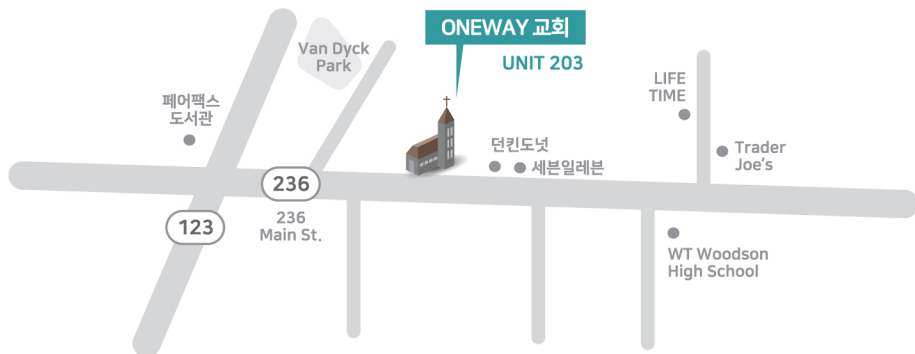 ONEWAY 교회
UNIT 203
Van Dyck
Park
페어팩스
도서관
LIFE
TIME
던킨도넛
세븐일레븐
Trader
Joe's
236
236
Main St.
123
WT Woodson
High School